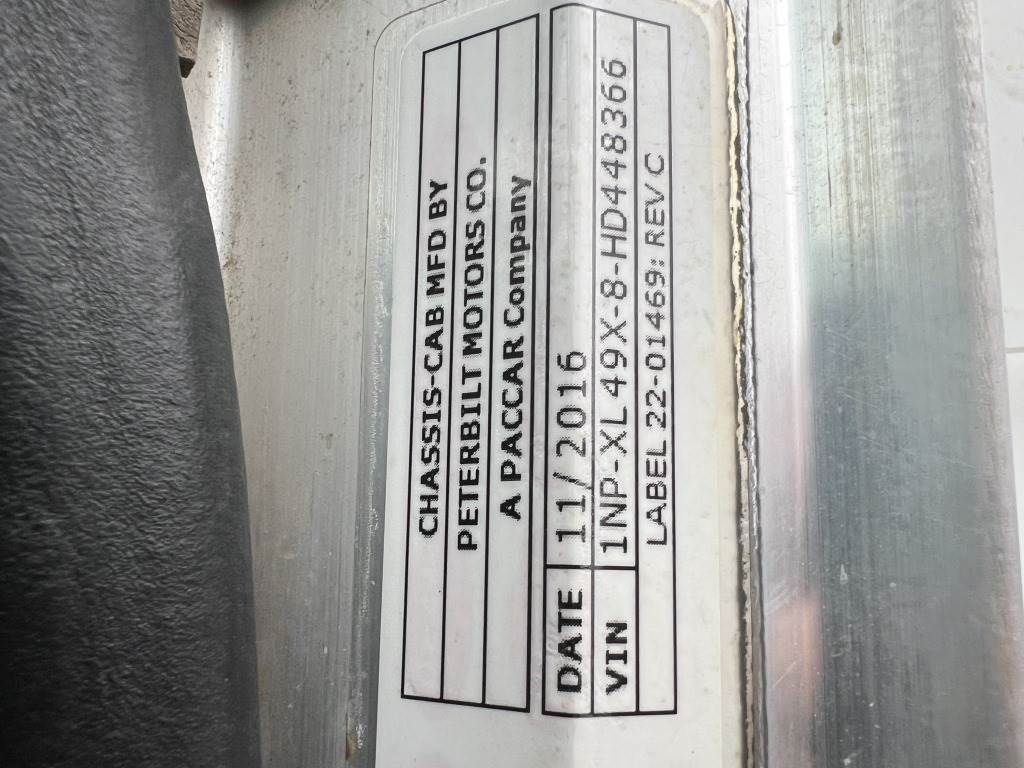 CHASSIS-CAB MFD BY
PETERBILT MOTORS CO.
A PACCAR Company
DATE 11/2016
VIN 1NP-XL49X-8-HD448366
LABEL 22-01469: REV C